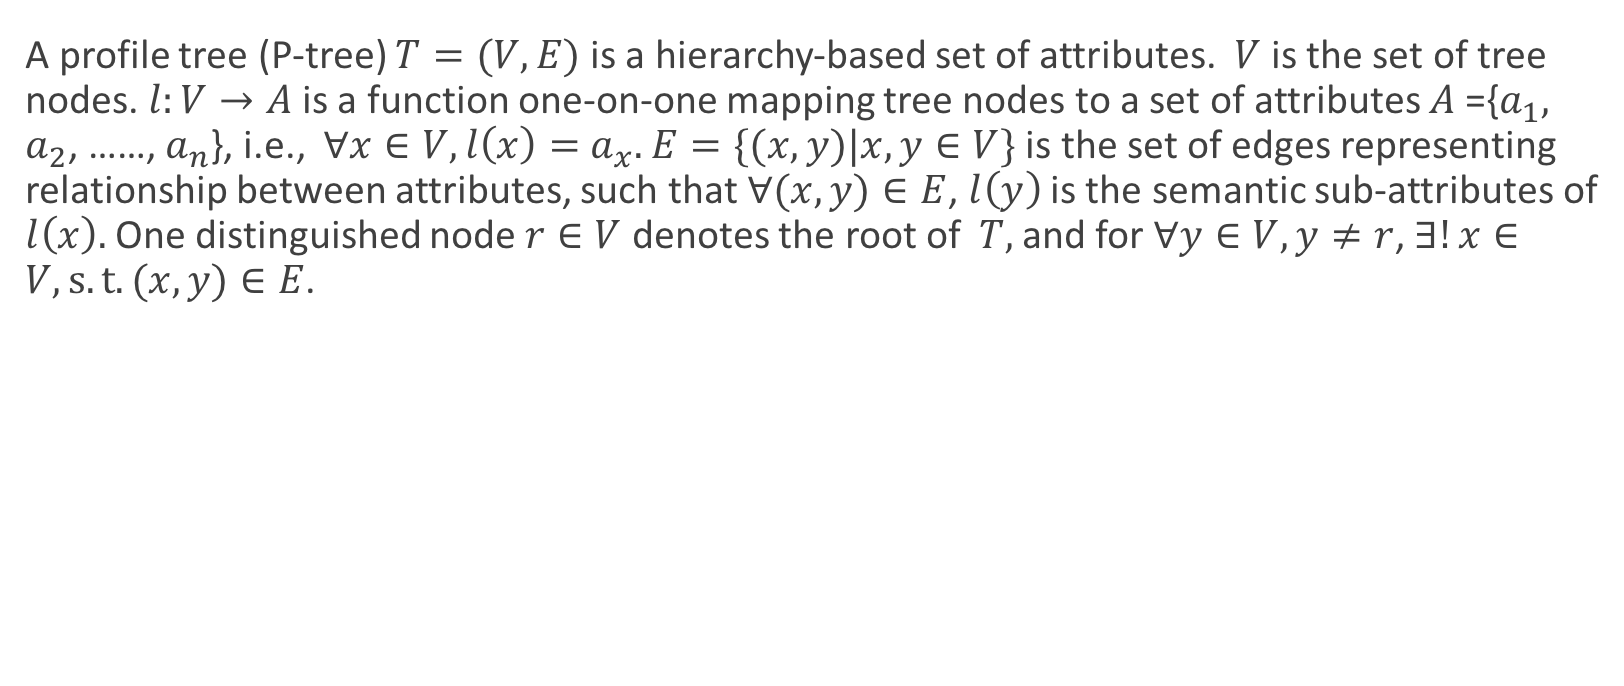 A profile tree (P-tree) T = (V, E) is a hierarchy-based set of attributes. V is the set of tree
nodes. l: V → A is a function one-on-one mapping tree nodes to a set of attributes A ={a₁,
a₂, ……, aₙ}, i.e., ∀x ∈ V, l(x) = aₓ. E = {(x, y)|x, y ∈ V} is the set of edges representing
relationship between attributes, such that ∀(x, y) ∈ E, l(y) is the semantic sub-attributes of
l(x). One distinguished node r ∈ V denotes the root of T, and for ∀y ∈ V, y ≠ r, ∃! x ∈
V, s. t. (x, y) ∈ E.